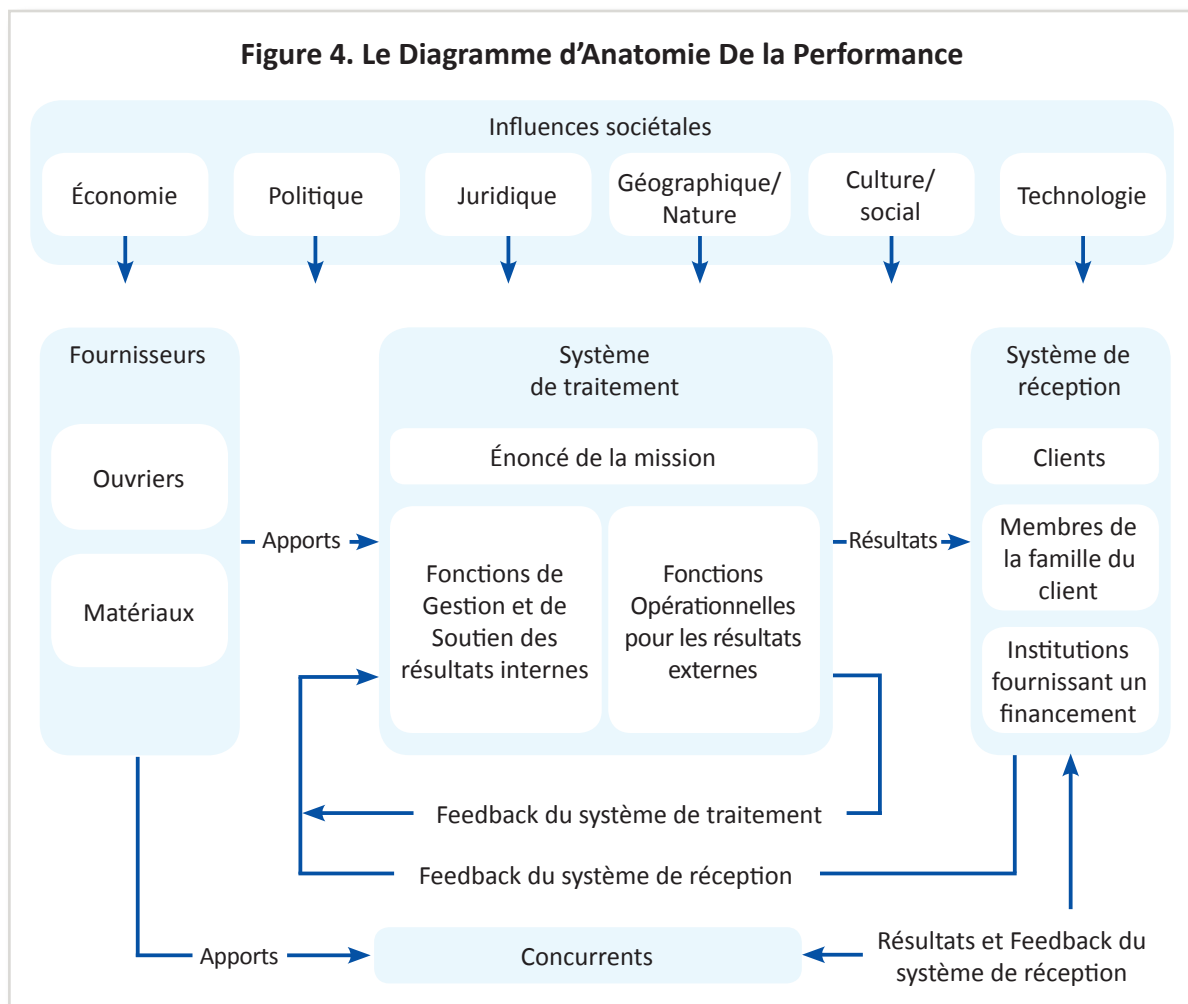 Figure 4. Le Diagramme d'Anatomie De la Performance
Influences sociétales
Économie
Politique
Juridique
Géographique/
Nature
Culture/
social
Technologie
Fournisseurs
Ouvriers
Matériaux
Apports
Système
de traitement
Énoncé de la mission
Fonctions de
Gestion et de
Soutien des
résultats internes
Fonctions
Opérationnelles
pour les résultats
externes
Résultats
Système de
réception
Clients
Membres de
la famille du
client
Institutions
fournissant un
financement
Feedback du système de traitement
Feedback du système de réception
Apports
Concurrents
Résultats et Feedback du
système de réception